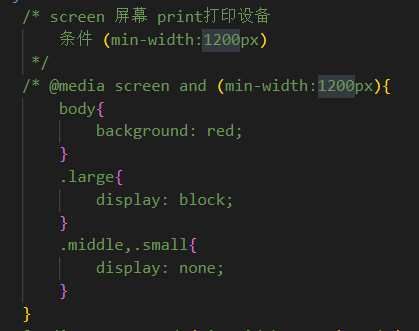 /* screen 屏幕 print打印设备
条件 (min-width:1200px)
*/
/* @media screen and (min-width:1200px){
body{
background: red;
}
.large{
display: block;
}
.middle,.small{
display: none;
}
}